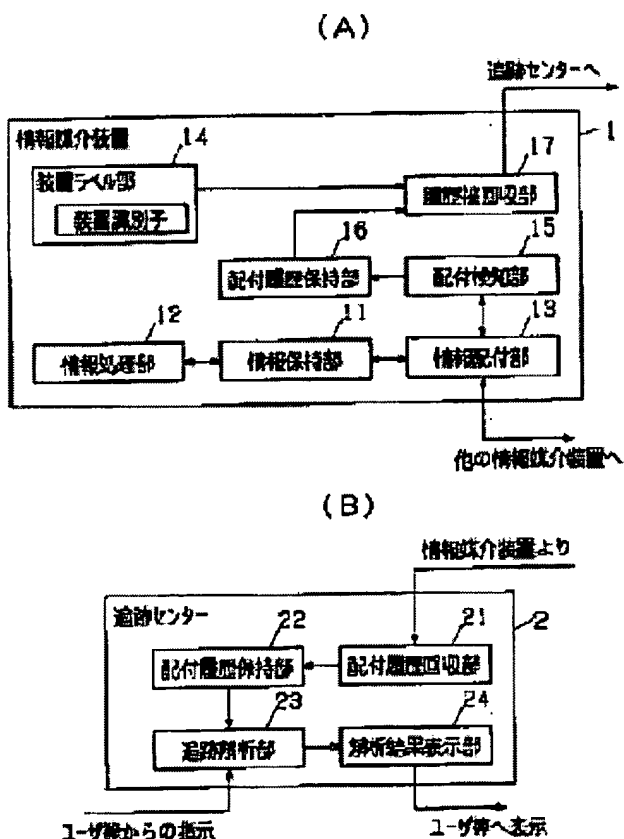 (A)
追跡センターへ
情報媒介装置
14
1
装置ラベル部
17
装置識別子
16
15
配付履歴保持部
配付検知部
12
11
13
情報処理部
情報保持部
情報配付部
他の情報媒介装置へ
(B)
情報媒介装置より
追跡センター
22
21
2
配付履歴保持部
配付履歴回収部
23
24
追跡解析部
解析結果表示部
ユーザ等からの指示
ユーザ等へ表示